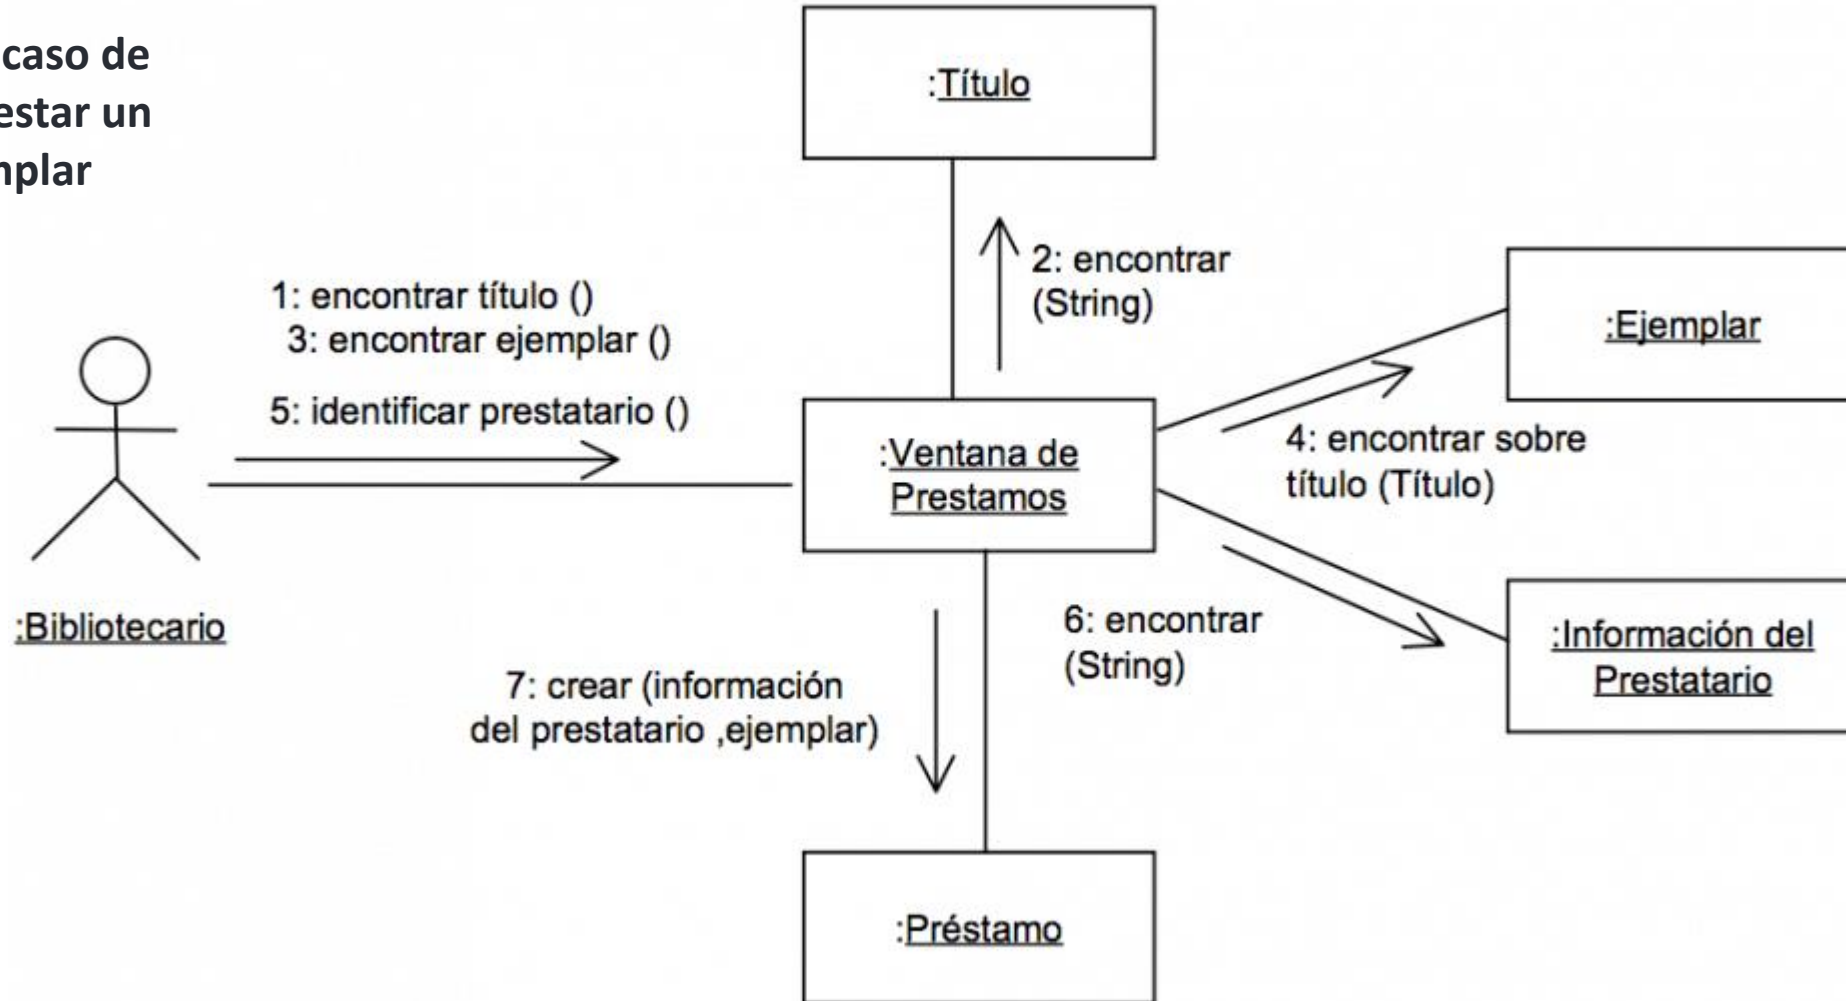 caso de
estar un
mplar
:Título
2: encontrar
(String)
1: encontrar título ()
3: encontrar ejemplar ()
5: identificar prestatario ()
:Ejemplar
:Ventana de
Prestamos
4: encontrar sobre
título (Título)
:Bibliotecario
6: encontrar
(String)
:Información del
Prestatario
7: crear (información
del prestatario ,ejemplar)
:Préstamo